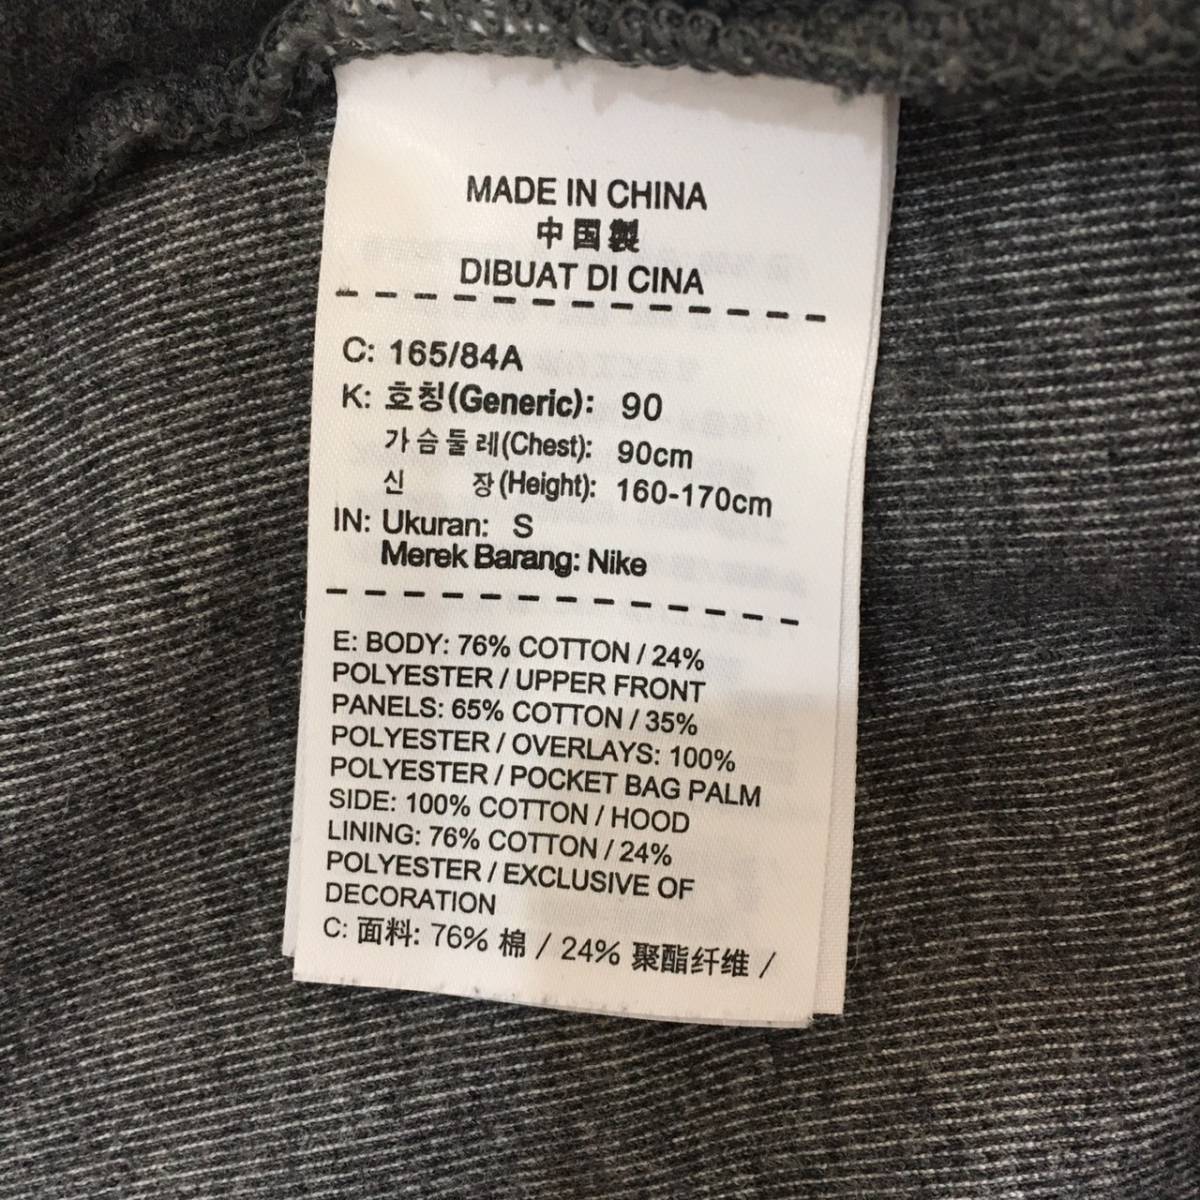 MADE IN CHINA
中国製
DIBUAT DI CINA
C: 165/84A
K: 호칭(Generic): 90
가슴둘레(Chest): 90cm
신 장(Height): 160-170cm
IN: Ukuran: S
Merek Barang: Nike
E: BODY: 76% COTTON / 24%
POLYESTER / UPPER FRONT
PANELS: 65% COTTON / 35%
POLYESTER / OVERLAYS: 100%
POLYESTER / POCKET BAG PALM
SIDE: 100% COTTON / HOOD
LINING: 76% COTTON / 24%
POLYESTER / EXCLUSIVE OF
DECORATION
C: 面料: 76% 棉 / 24% 聚酯纤维 /